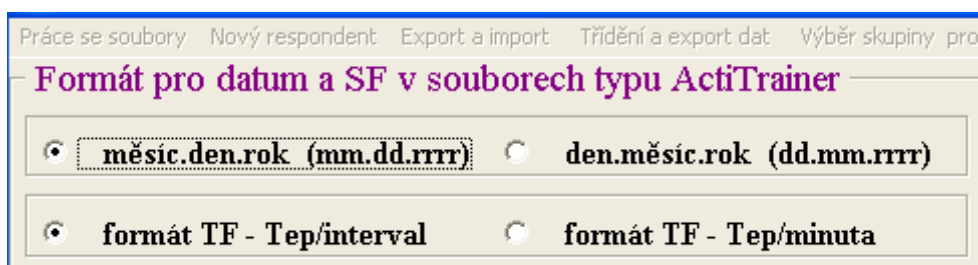 Práce se soubory Nový respondent Export a import Třídění a export dat Výběr skupiny pro
Formát pro datum a SF v souborech typu ActiTrainer
měsíc.den.rok (mm.dd.rrrr) den.měsíc.rok (dd.mm.rrrr)
formát TF - Tep/interval formát TF - Tep/minuta